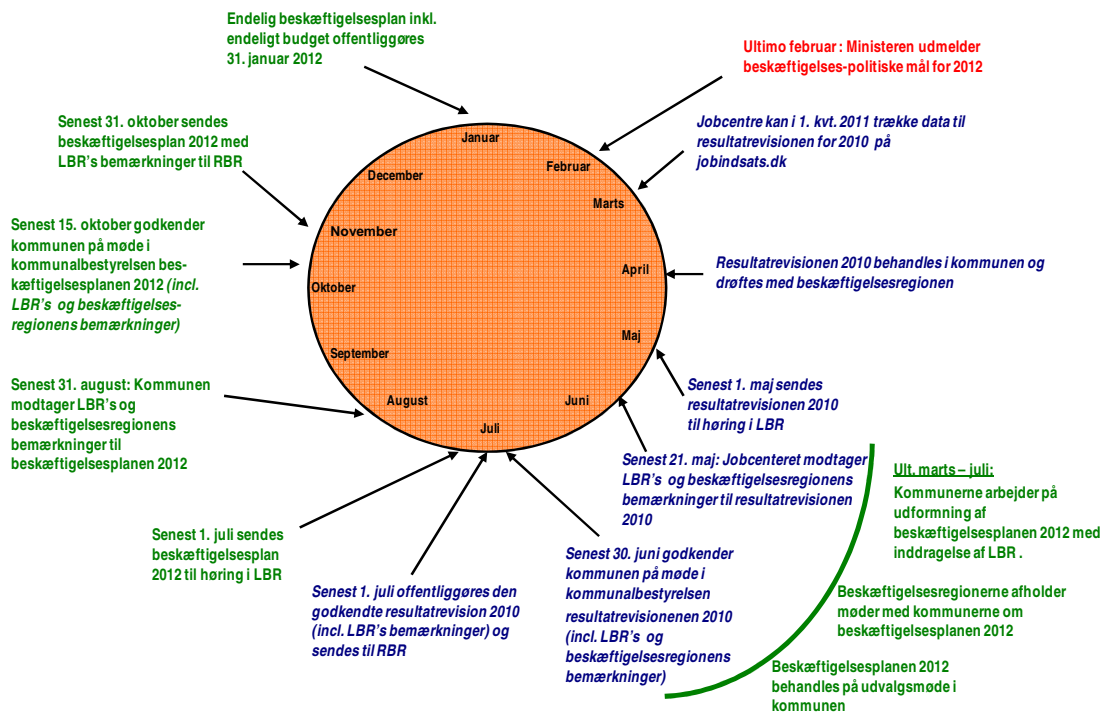 Endelig beskæftigelsesplan inkl.
endeligt budget offentliggøres
31. januar 2012
Ultimo februar : Ministeren udmelder
beskæftigelses-politiske mål for 2012
Jobcentre kan i 1. kvt. 2011 trække data til
resultatrevisionen for 2010 på
jobindsats.dk
Resultatrevisionen 2010 behandles i kommunen og
drøftes med beskæftigelsesregionen
Senest 1. maj sendes
resultatrevisionen 2010
til høring i LBR
Senest 21. maj: Jobcenteret modtager
LBR's og beskæftigelsesregionens
bemærkninger til resultatrevisionen
2010
Senest 30. juni godkender
kommunen på møde i
kommunalbestyrelsen
resultatrevisionenen 2010
(incl. LBR's og
beskæftigelsesregionens
bemærkninger)
Senest 1. juli offentliggøres den
godkendte resultatrevision 2010
(incl. LBR's bemærkninger) og
sendes til RBR
Senest 1. juli sendes
beskæftigelsesplan
2012 til høring i LBR
Senest 31. august: Kommunen
modtager LBR's og
beskæftigelsesregionens
bemærkninger til
beskæftigelsesplanen 2012
Senest 15. oktober godkender
kommunen på møde i
kommunalbestyrelsen bes-
kæftigelsesplanen 2012 (incl.
LBR's og beskæftigelses-
regionens bemærkninger)
Senest 31. oktober sendes
beskæftigelsesplan 2012 med
LBR's bemærkninger til RBR
Januar
Februar
Marts
April
Maj
Juni
Juli
August
September
Oktober
November
December
Ult. marts – juli:
Kommunerne arbejder på
udformning af
beskæftigelsesplanen 2012 med
inddragelse af LBR .
Beskæftigelsesregionerne afholder
møder med kommunerne om
beskæftigelsesplanen 2012
Beskæftigelsesplanen 2012
behandles på udvalgsmøde i
kommunen